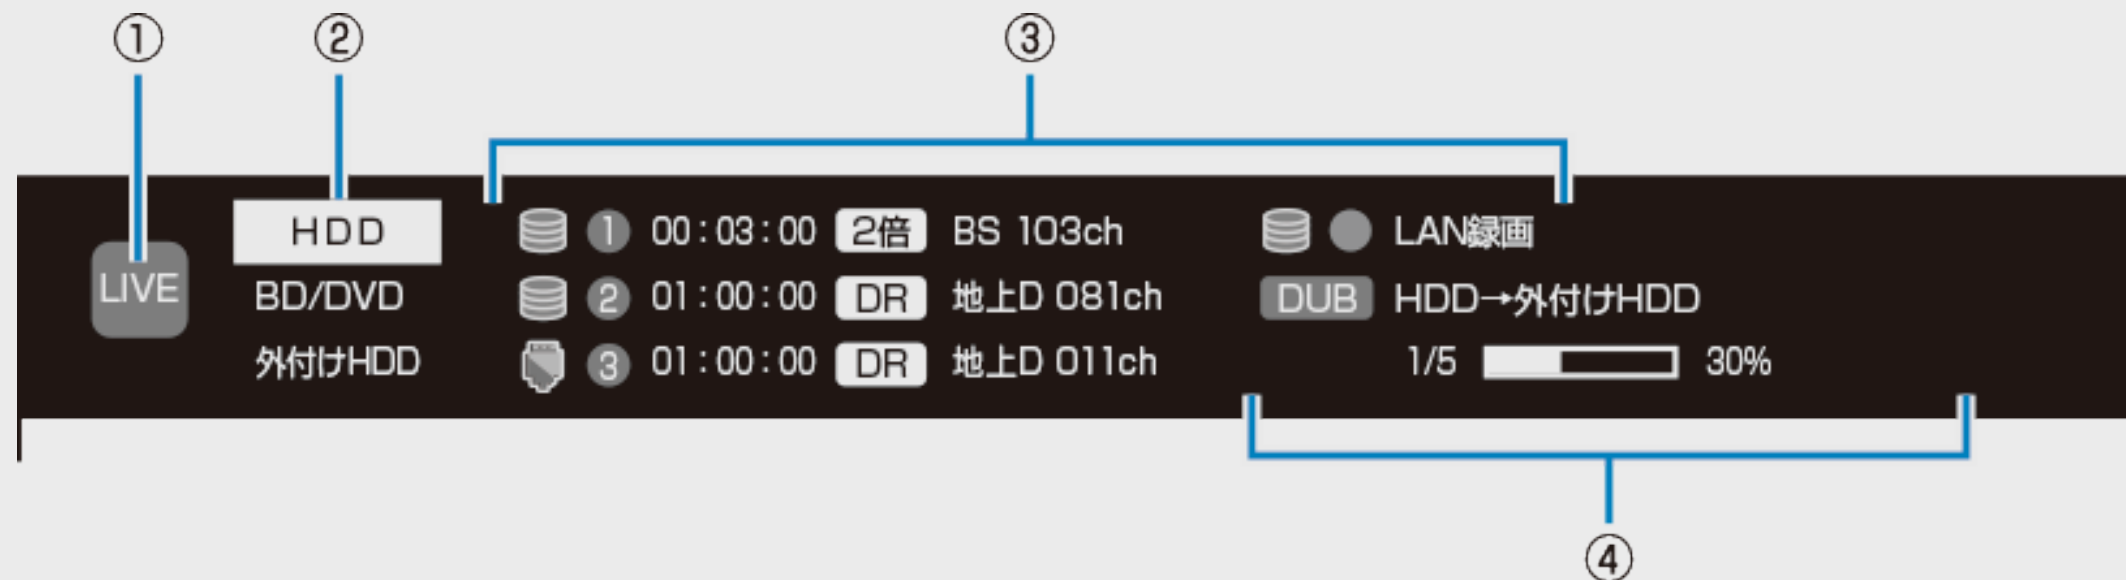 ① ② ③
LIVE
HDD
BD/DVD
外付けHDD
1 00:03:00 2倍 BS 103ch
2 01:00:00 DR 地上D 081ch
3 01:00:00 DR 地上D 011ch
LAN録画
DUB HDD→外付けHDD
1/5 30%
④